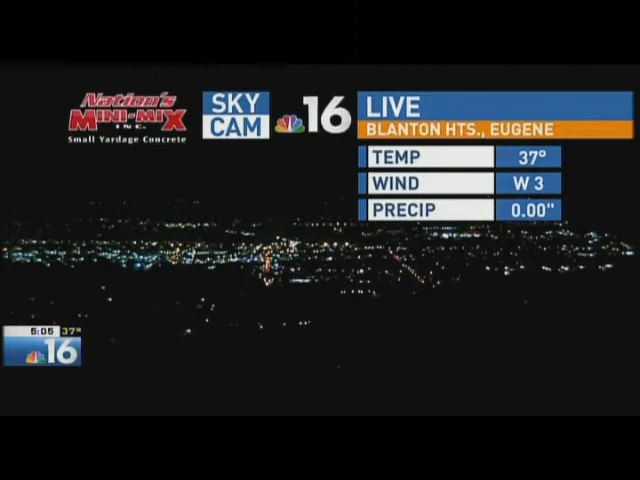 Nation's
MINI-MIX
INC.
Small Yardage Concrete
SKY
CAM
16
LIVE
BLANTON HTS., EUGENE
TEMP 37°
WIND W 3
PRECIP 0.00"
5:05 37°
16